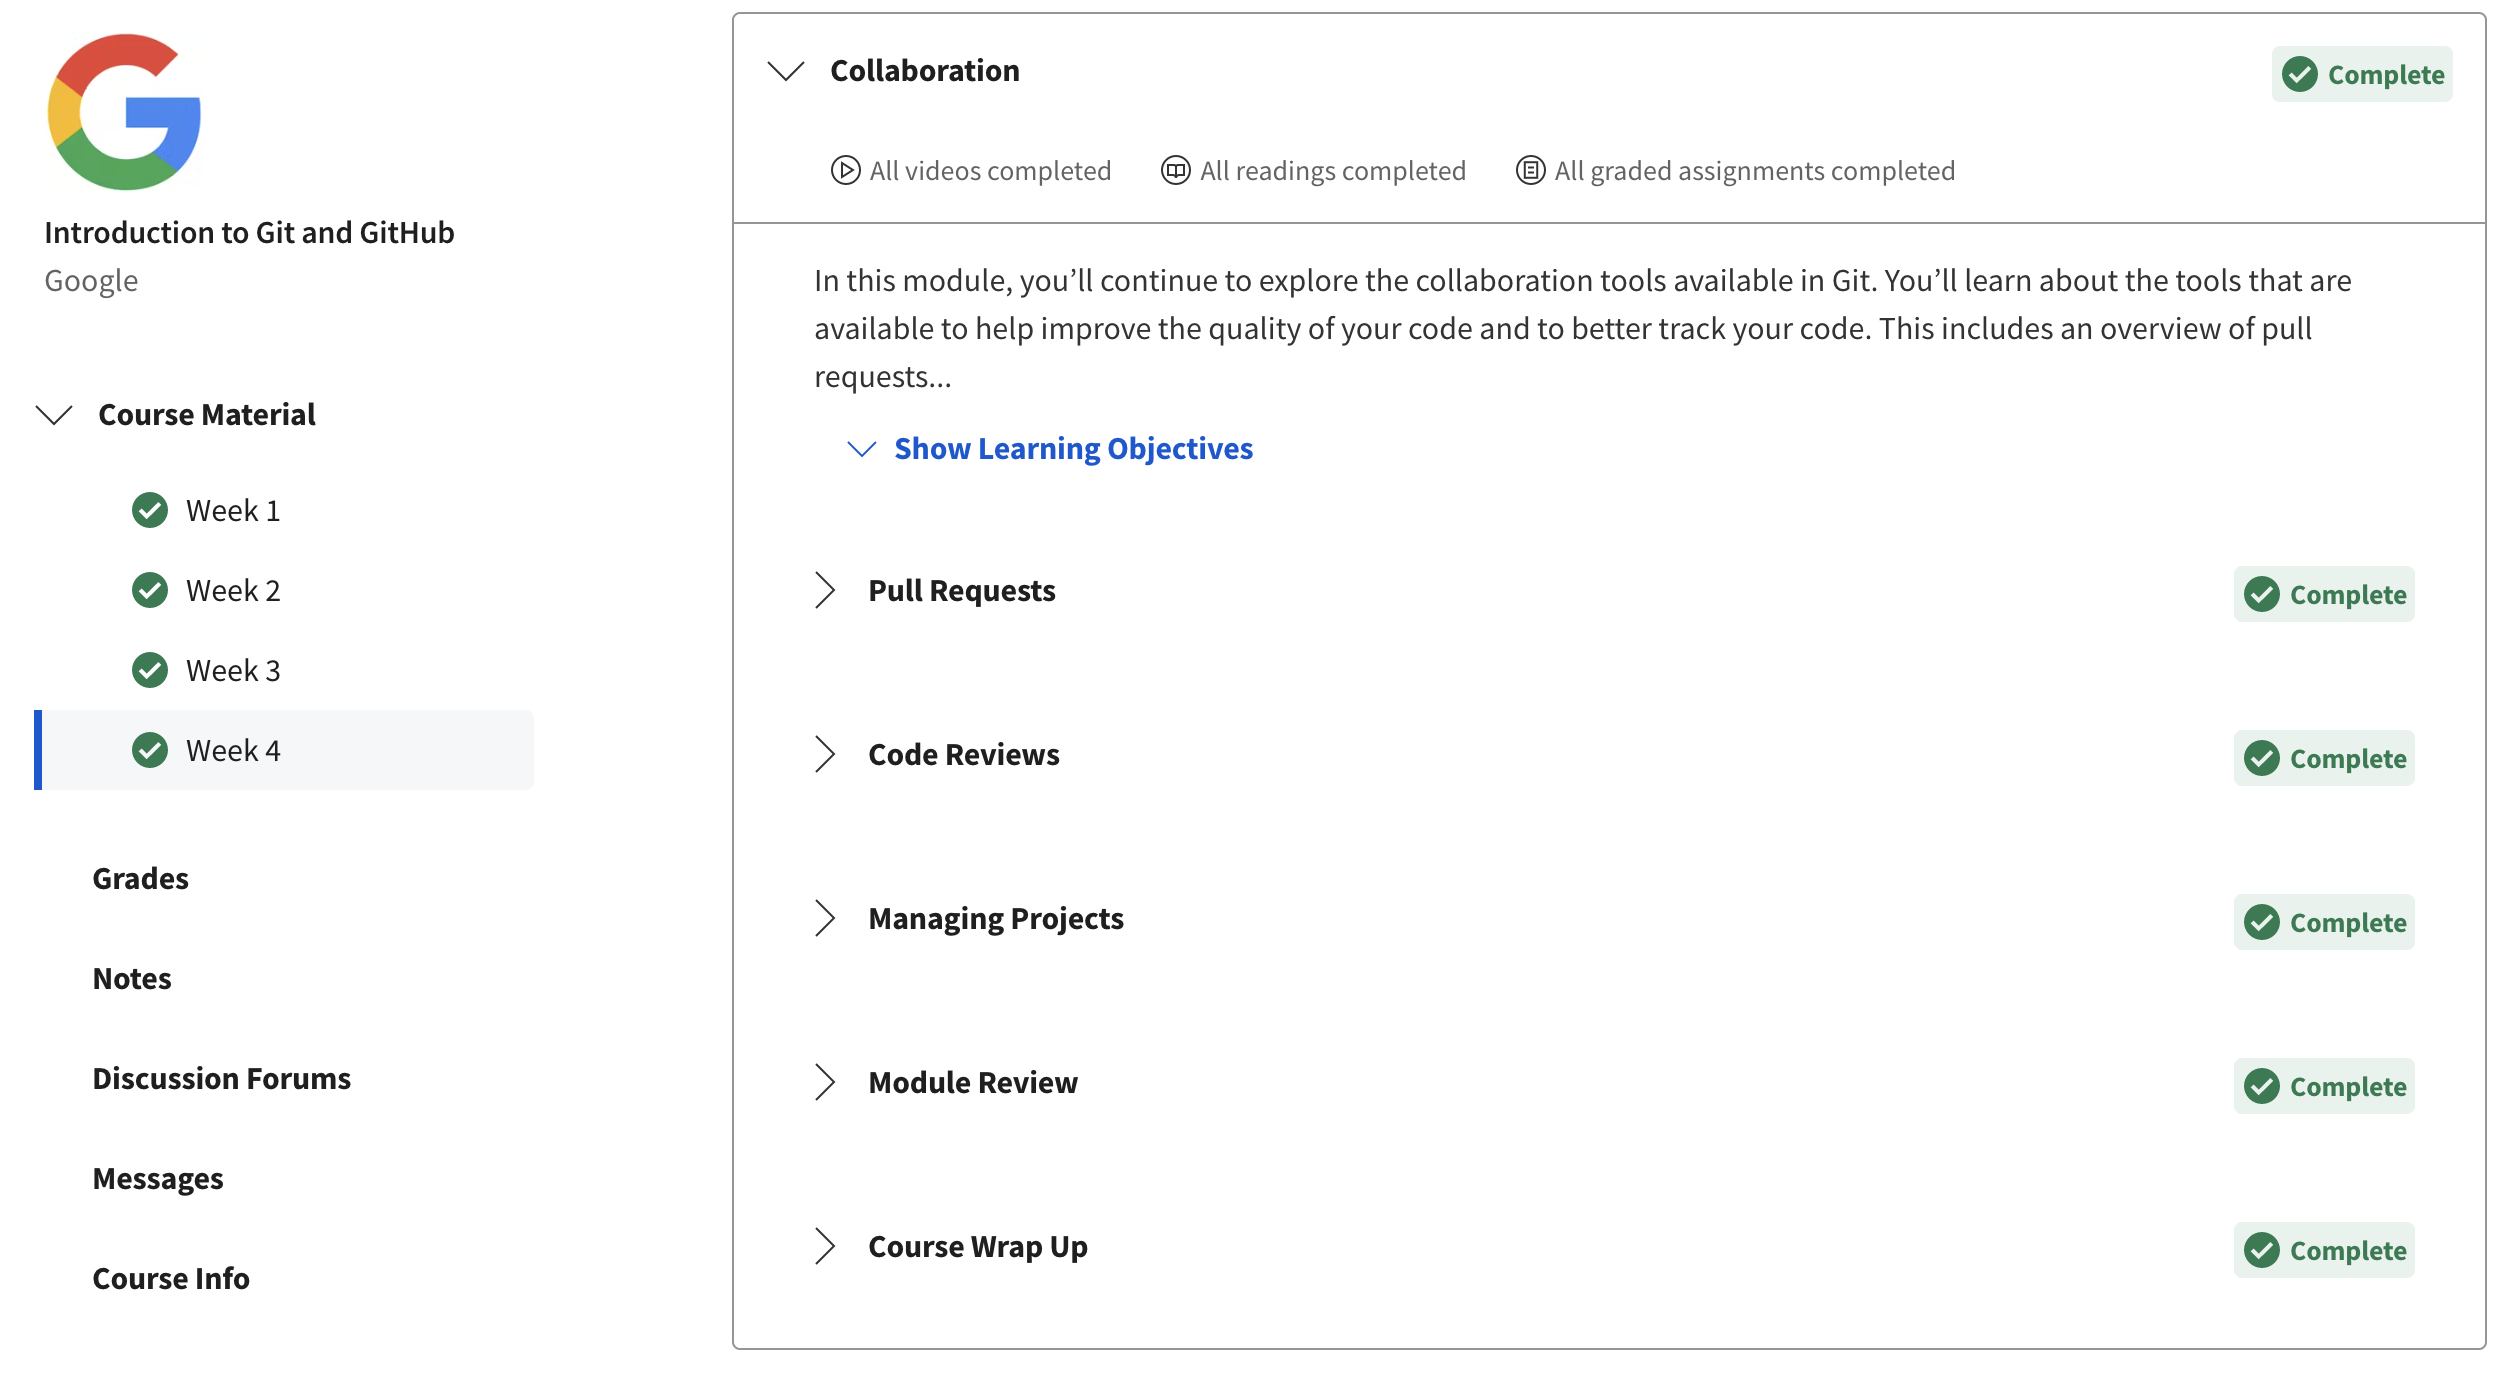 Introduction to Git and GitHub
Google
Course Material
Week 1
Week 2
Week 3
Week 4
Grades
Notes
Discussion Forums
Messages
Course Info
Collaboration
Complete
All videos completed
All readings completed
All graded assignments completed
In this module, you’ll continue to explore the collaboration tools available in Git. You’ll learn about the tools that are
available to help improve the quality of your code and to better track your code. This includes an overview of pull
requests...
Show Learning Objectives
Pull Requests
Complete
Code Reviews
Complete
Managing Projects
Complete
Module Review
Complete
Course Wrap Up
Complete